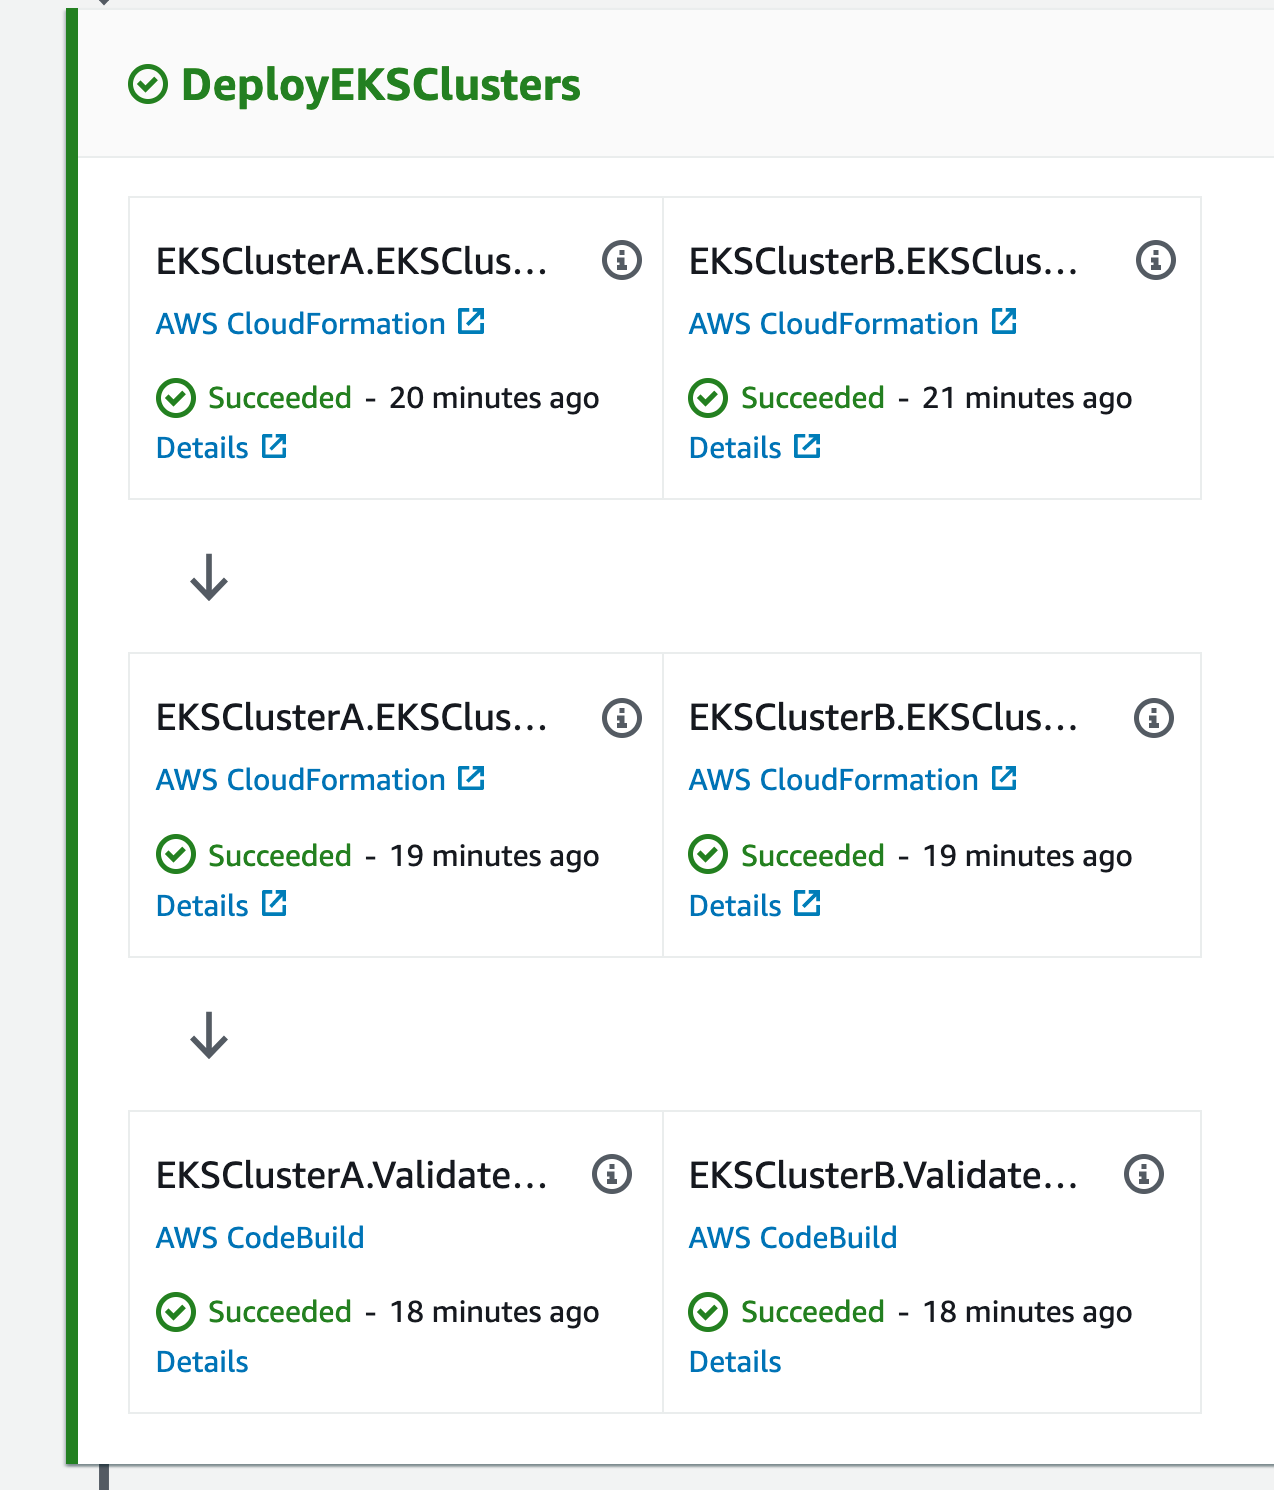 DeployEKSClusters
EKSClusterA.EKSClus...
AWS CloudFormation
Succeeded - 20 minutes ago
Details
EKSClusterB.EKSClus...
AWS CloudFormation
Succeeded - 21 minutes ago
Details
EKSClusterA.EKSClus...
AWS CloudFormation
Succeeded - 19 minutes ago
Details
EKSClusterB.EKSClus...
AWS CloudFormation
Succeeded - 19 minutes ago
Details
EKSClusterA.Validate...
AWS CodeBuild
Succeeded - 18 minutes ago
Details
EKSClusterB.Validate...
AWS CodeBuild
Succeeded - 18 minutes ago
Details